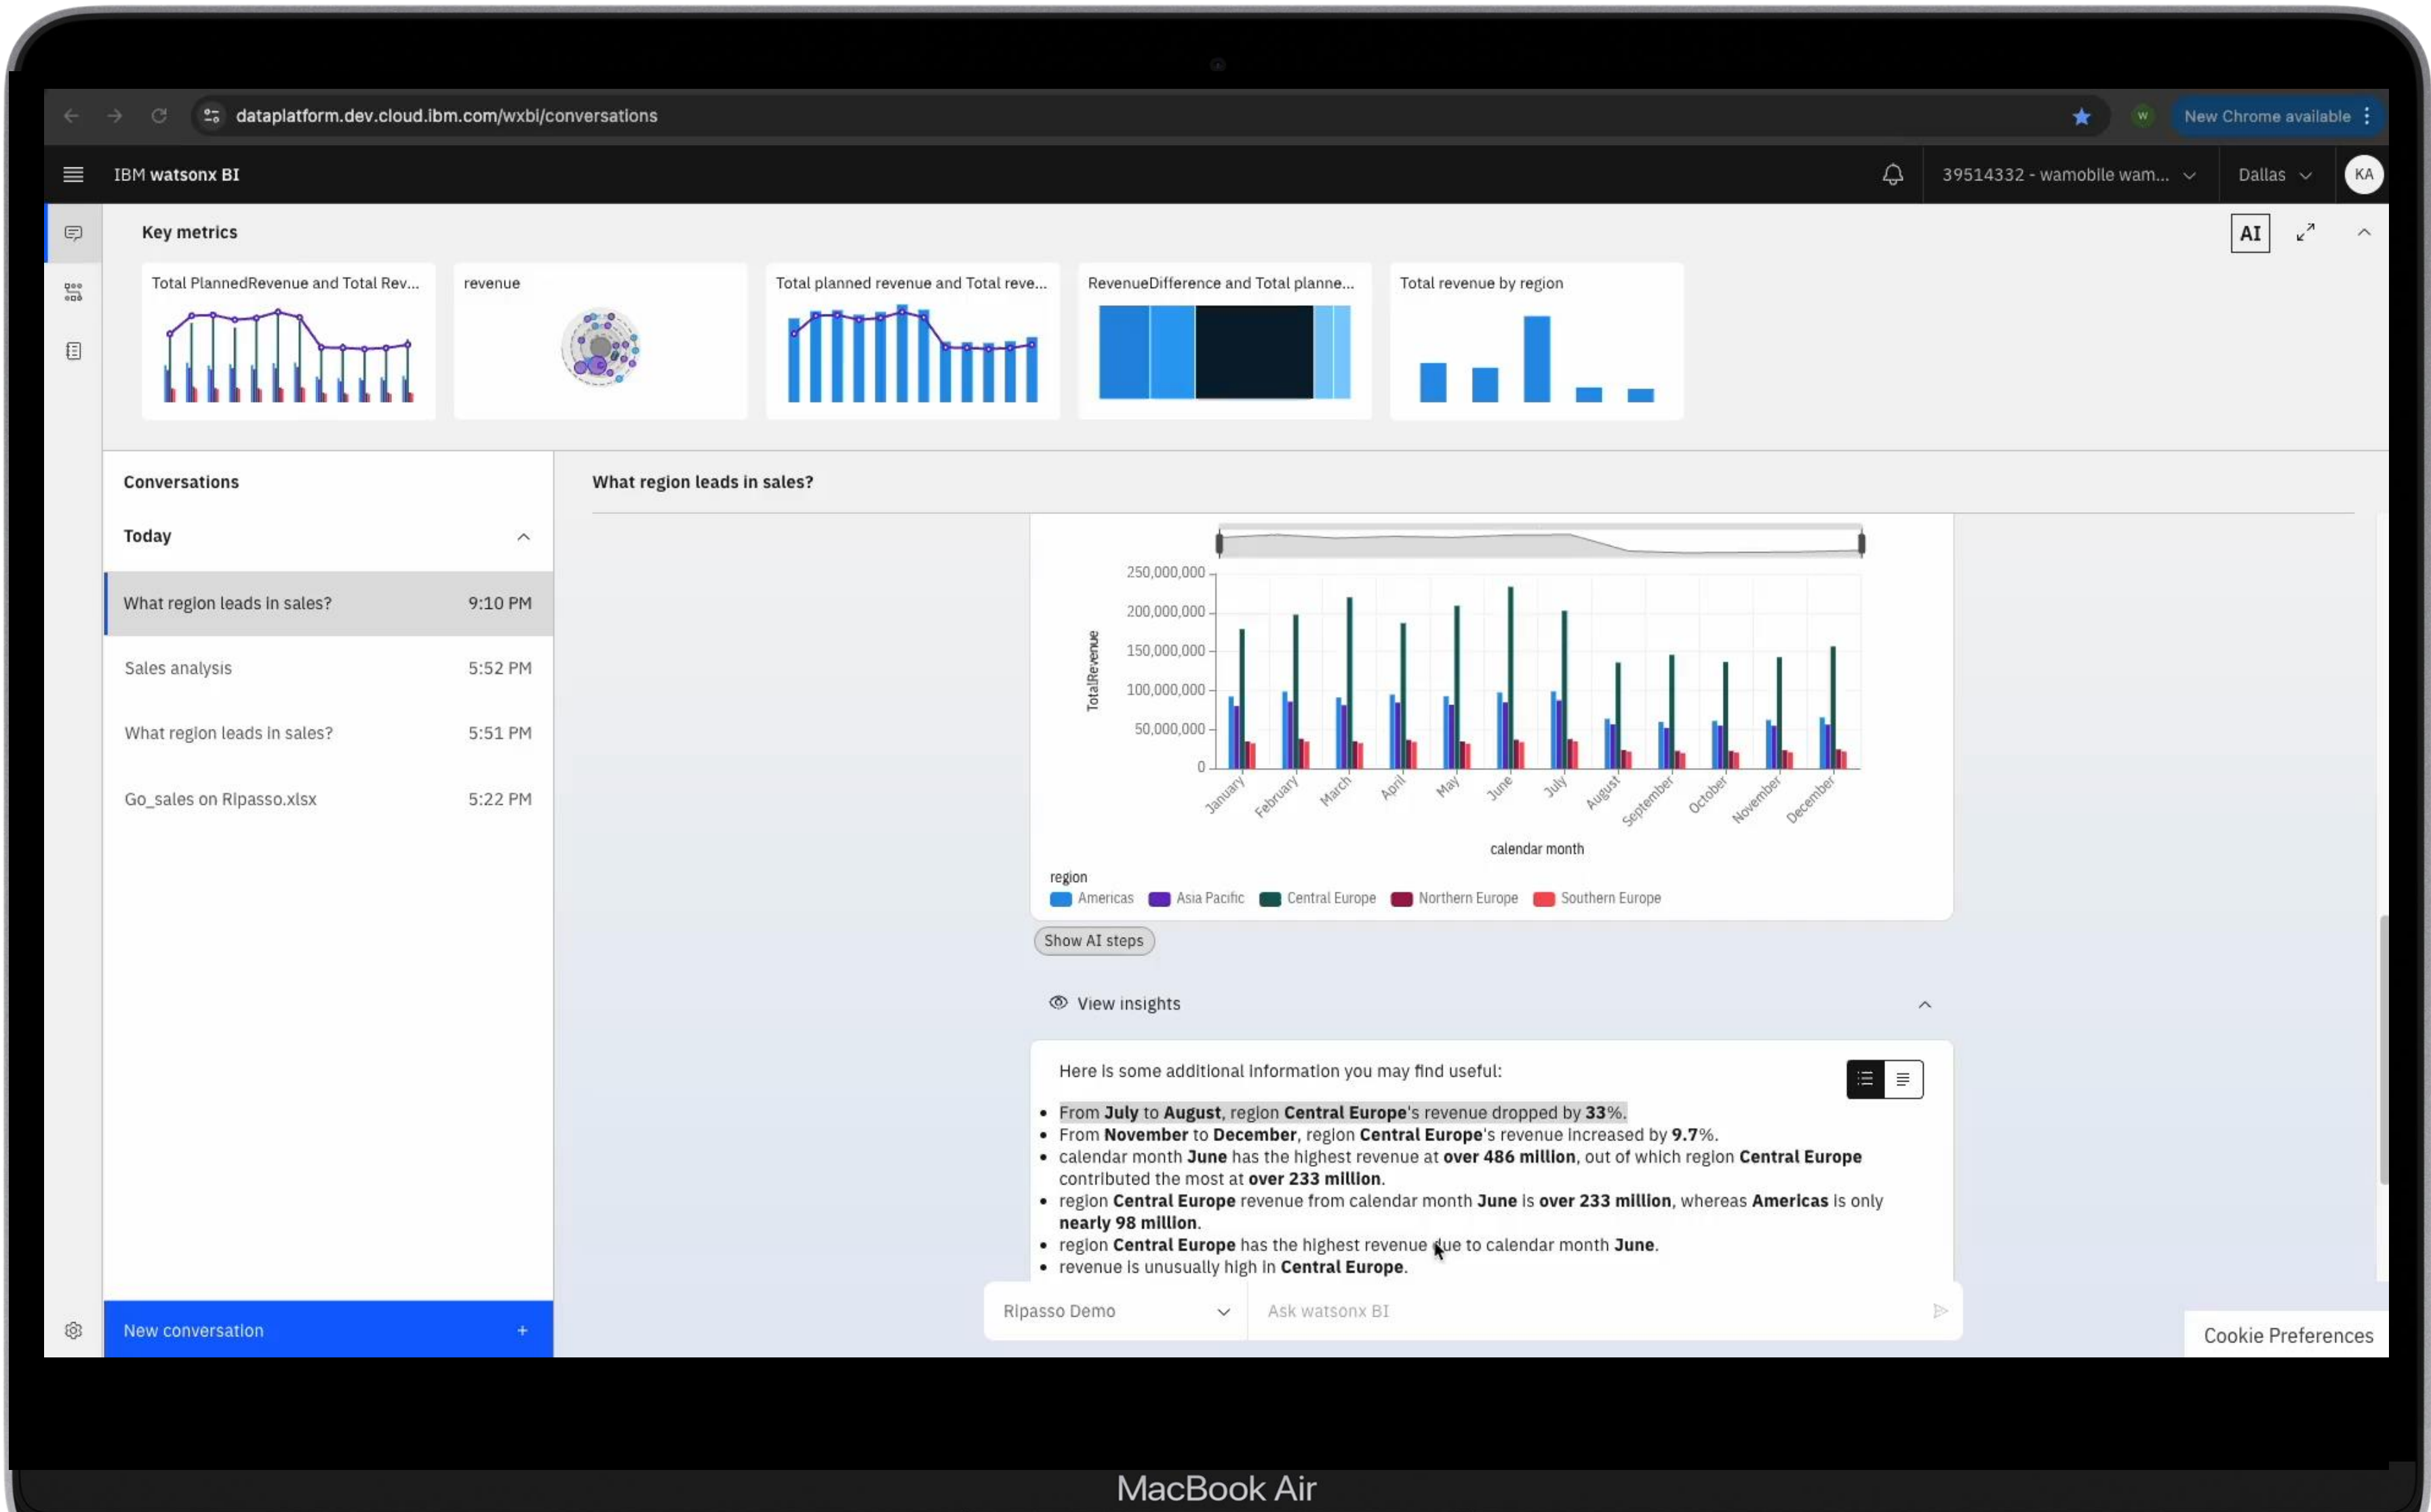 dataplatform.dev.cloud.ibm.com/wxbi/conversations
W
New Chrome available
IBM watsonx BI
39514332 - wamobile wam...
Dallas
KA
Key metrics
AI
Total PlannedRevenue and Total Rev...
revenue
Total planned revenue and Total reve...
RevenueDifference and Total planne...
Total revenue by region
Conversations
Today
What region leads in sales? 9:10 PM
Sales analysis 5:52 PM
What region leads in sales? 5:51 PM
Go_sales on Ripasso.xlsx 5:22 PM
New conversation +
What region leads in sales?
250,000,000
200,000,000
150,000,000
100,000,000
50,000,000
0
TotalRevenue
January
February
March
April
May
June
July
August
September
October
November
December
calendar month
region
Americas Asia Pacific Central Europe Northern Europe Southern Europe
Show AI steps
View insights
Here is some additional information you may find useful:
• From July to August, region Central Europe's revenue dropped by 33%.
• From November to December, region Central Europe's revenue increased by 9.7%.
• calendar month June has the highest revenue at over 486 million, out of which region Central Europe
contributed the most at over 233 million.
• region Central Europe revenue from calendar month June is over 233 million, whereas Americas is only
nearly 98 million.
• region Central Europe has the highest revenue due to calendar month June.
• revenue is unusually high in Central Europe.
Ripasso Demo
Ask watsonx BI
Cookie Preferences
MacBook Air